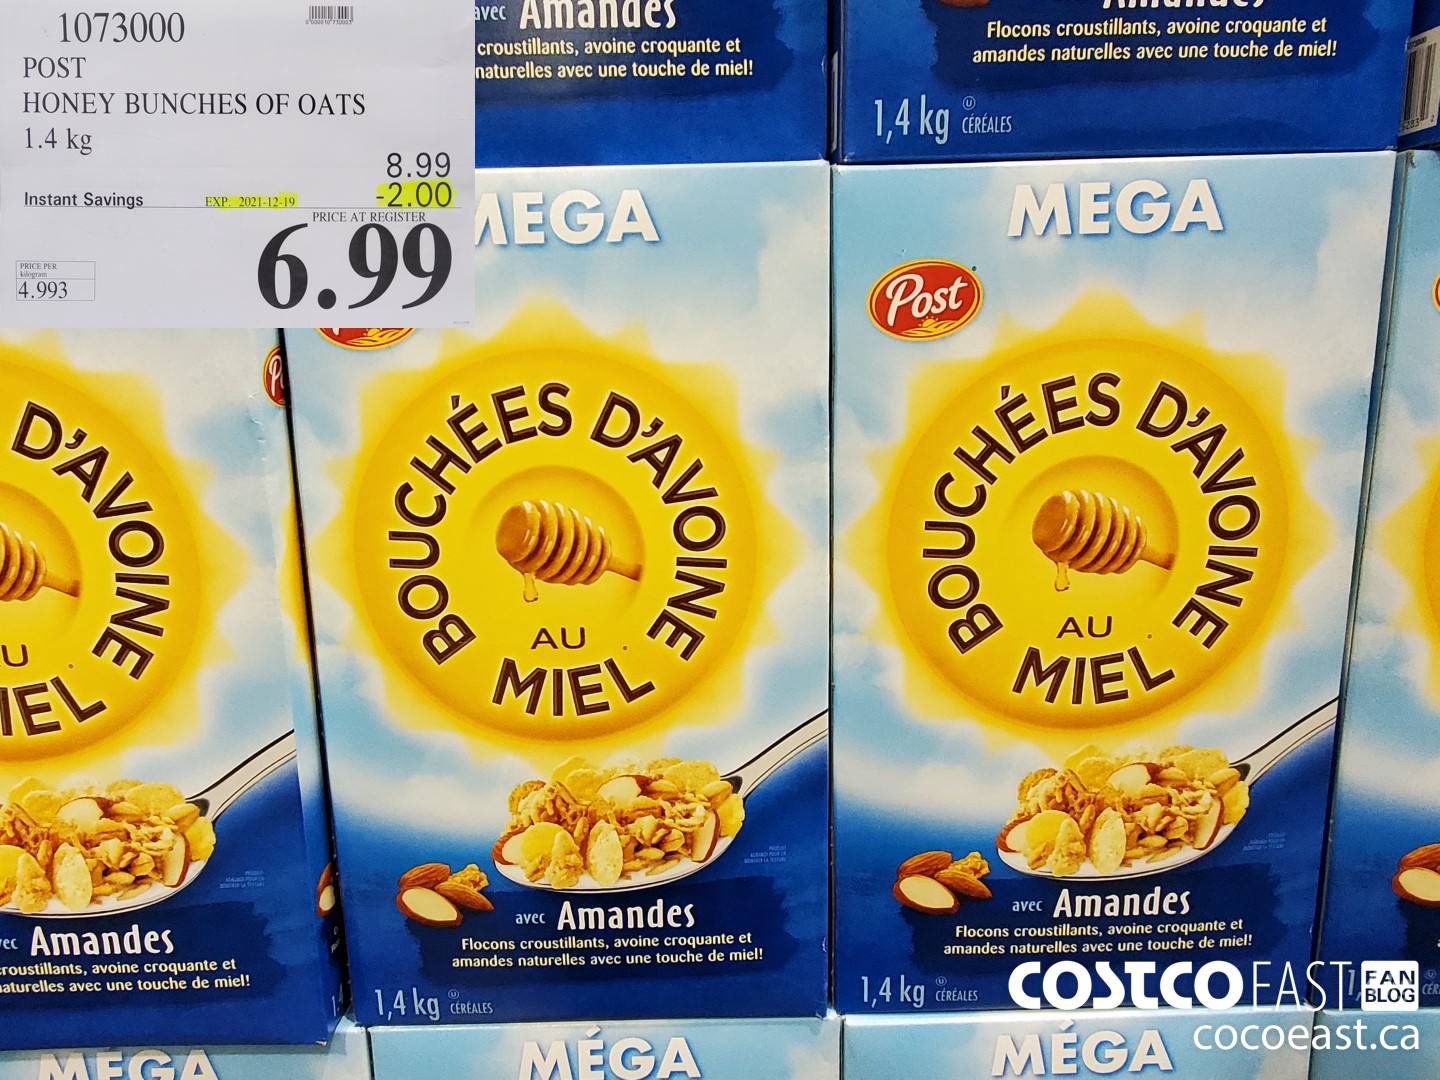 1073000
0000010730003
POST
HONEY BUNCHES OF OATS
1.4 kg
8.99
Instant Savings EXP. 2021-12-19 -2.00
PRICE AT REGISTER
6.99
PRICE PER
kilogram
4.993
avec Amandes
croustillants, avoine croquante et
naturelles avec une touche de miel!
Amandes
Flocons croustillants, avoine croquante et
amandes naturelles avec une touche de miel!
1,4 kg CÉRÉALES
D'AVOINE
MIEL
Amandes
croustillants, avoine croquante et
naturelles avec une touche de miel!
MEGA
BOUCHÉES D'AVOINE
AU
MIEL
avec Amandes
Flocons croustillants, avoine croquante et
amandes naturelles avec une touche de miel!
1,4 kg CÉRÉALES
MEGA
Post
BOUCHÉES D'AVOINE
AU
MIEL
avec Amandes
Flocons croustillants, avoine croquante et
amandes naturelles avec une touche de miel!
1,4 kg CÉRÉALES
MÉGA
MÉGA
MÉGA
COSTCO EAST FAN BLOG
cocoeast.ca